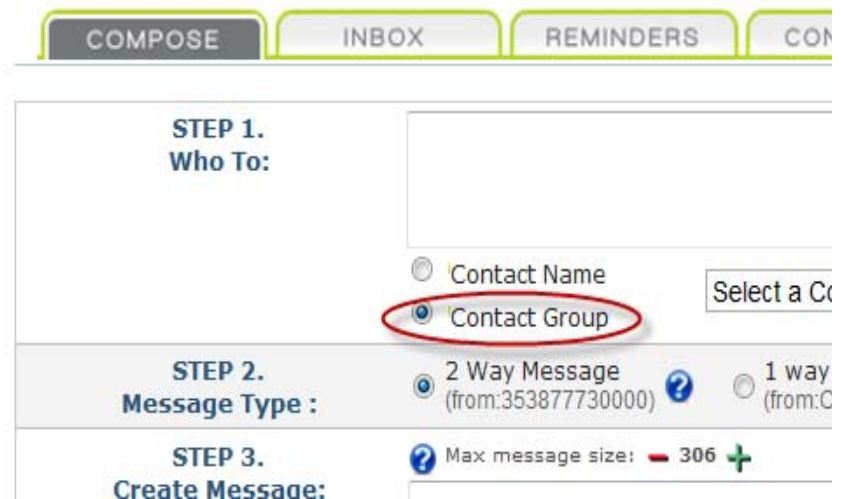 COMPOSE INBOX REMINDERS CON
STEP 1.
Who To:
Contact Name
Contact Group
Select a Co
STEP 2.
Message Type :
2 Way Message
(from:353877730000)
1 way
(from:O
STEP 3.
Create Message:
Max message size: 306